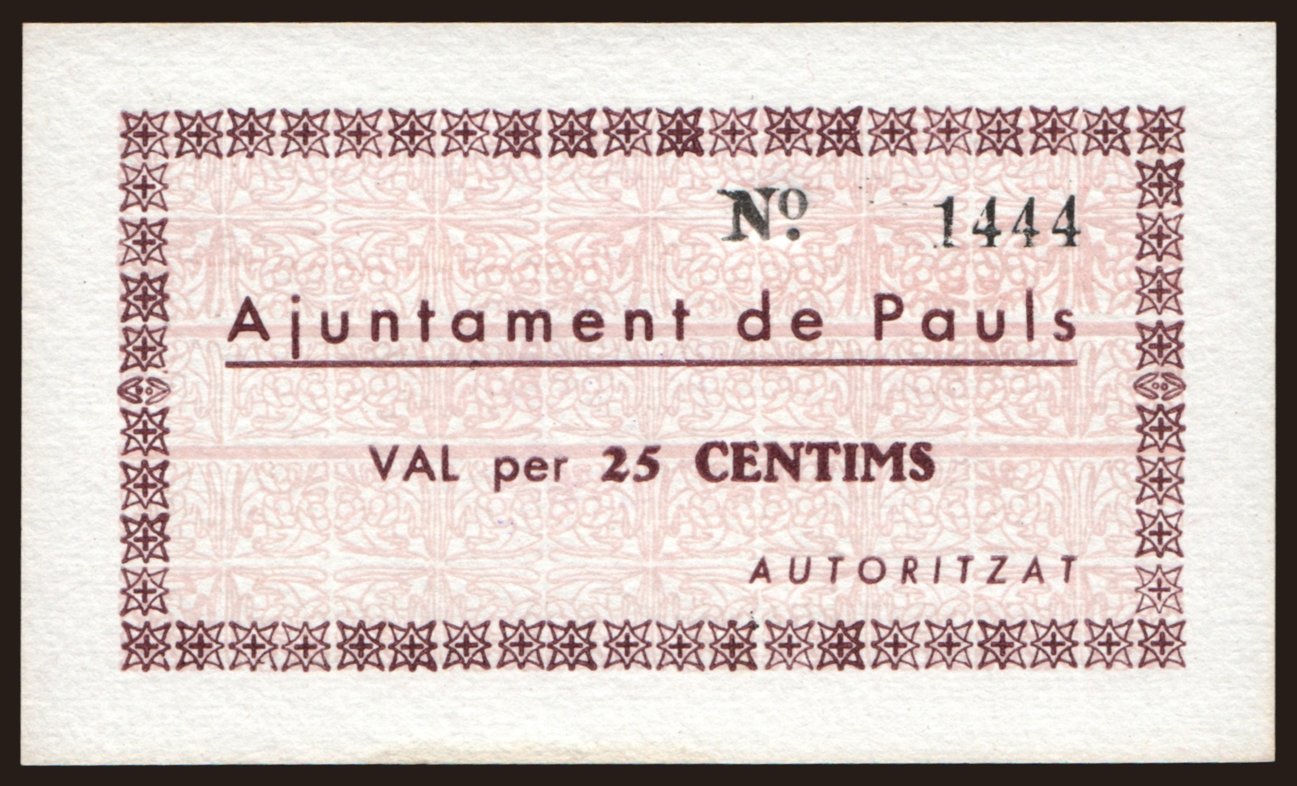 Nº 1444
Ajuntament de Pauls
VAL per 25 CENTIMS
AUTORITZAT